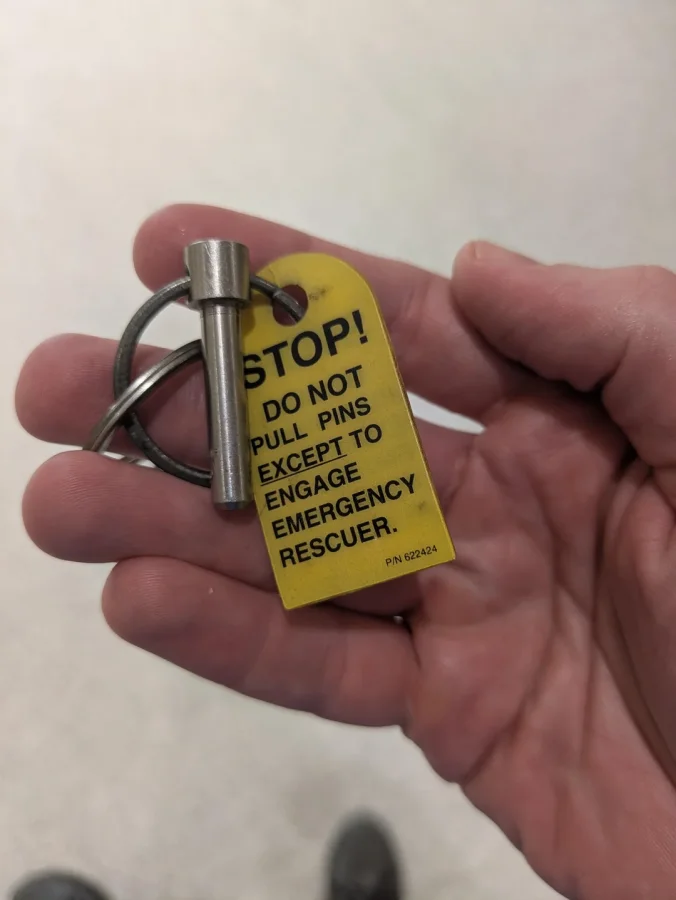 STOP!
DO NOT
PULL PINS
EXCEPT TO
ENGAGE
EMERGENCY
RESCUER.
P/N 622424